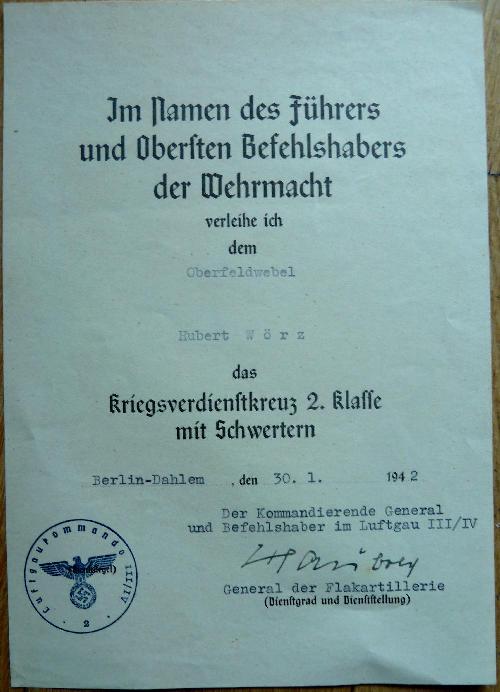 Im Namen des Führers
und Obersten Befehlshabers
der Wehrmacht
verleihe ich
dem
Oberfeldwebel
Hubert Wörz
das
Kriegsverdienstkreuz 2. Klasse
mit Schwertern
Berlin-Dahlem, den 30. 1. 1942
Der Kommandierende General
und Befehlshaber im Luftgau III/IV
General der Flakartillerie
(Dienstgrad und Dienststellung)
Luftgaukommando III/IV
(Dienstsiegel)
2